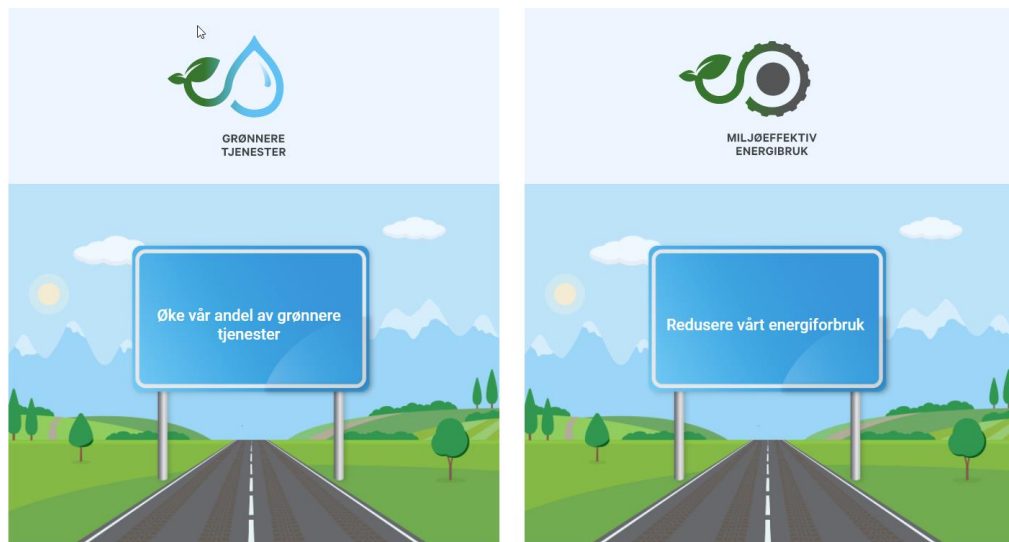 GRØNNERE
TJENESTER
Øke vår andel av grønnere
tjenester
MILJØEFFEKTIV
ENERGIBRUK
Redusere vårt energiforbruk